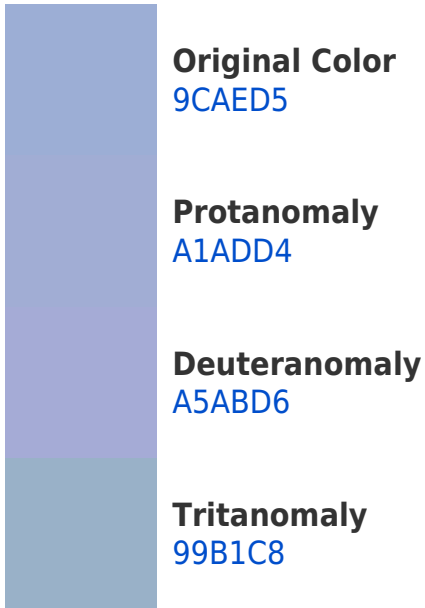 Original Color
9CAED5
Protanomaly
A1ADD4
Deuteranomaly
A5ABD6
Tritanomaly
99B1C8